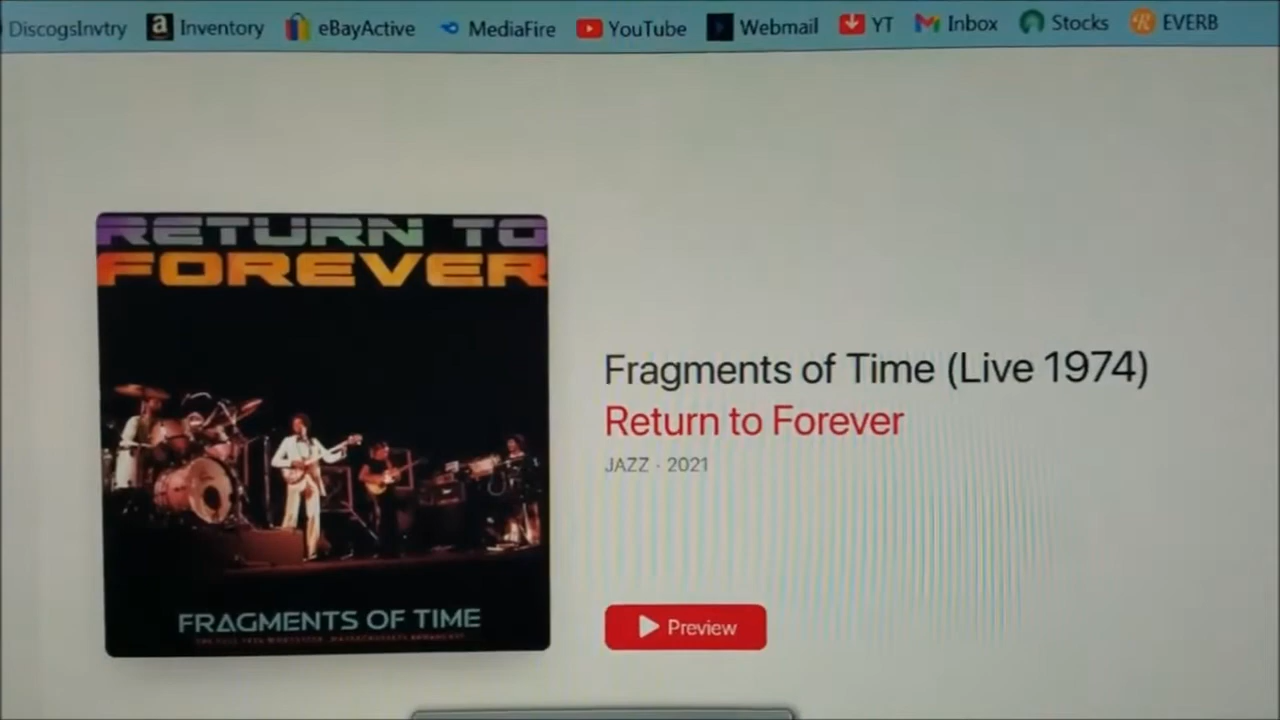 DiscogsInvtry Inventory eBayActive MediaFire YouTube Webmail YT Inbox Stocks EVERB
RETURN TO
FOREVER
Fragments of Time (Live 1974)
Return to Forever
JAZZ · 2021
FRAGMENTS OF TIME
Preview